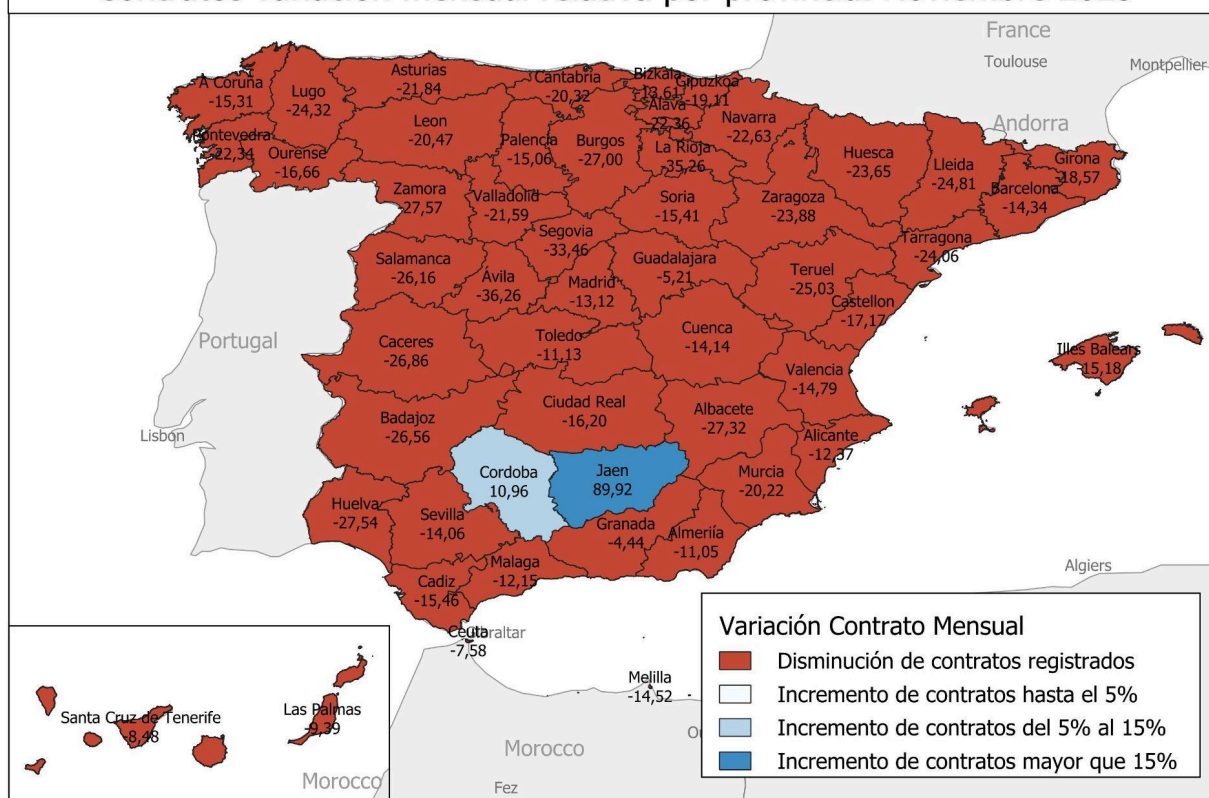 France
Toulouse
Montpellier
Andorra
A Coruna
-15,31
Lugo
-24,32
Asturias
-21,84
Cantabria
-20,32
Bizkaia
-13,61
Gipuzkoa
-19,11
Alava
-22,36
Navarra
-22,63
Pontevedra
-22,34
Ourense
-16,66
Leon
-20,47
Palencia
-15,06
Burgos
-27,00
La Rioja
-35,26
Huesca
-23,65
Lleida
-24,81
Girona
-18,57
Barcelona
-14,34
Zamora
-27,57
Valladolid
-21,59
Soria
-15,41
Zaragoza
-23,88
Tarragona
-24,06
Segovia
-33,46
Salamanca
-26,16
Ávila
-36,26
Madrid
-13,12
Guadalajara
-5,21
Teruel
-25,03
Castellon
-17,17
Portugal
Caceres
-26,86
Toledo
-11,13
Cuenca
-14,14
Valencia
-14,79
Illes Balears
-15,18
Lisbon
Badajoz
-26,56
Ciudad Real
-16,20
Albacete
-27,32
Alicante
-12,37
Cordoba
10,96
Jaen
89,92
Murcia
-20,22
Huelva
-27,54
Sevilla
-14,06
Granada
-4,44
Almeriía
-11,05
Malaga
-12,15
Cadiz
-15,46
Algiers
Ceuta
-7,58
Gibraltar
Melilla
-14,52
Santa Cruz de Tenerife
-8,48
Las Palmas
-9,39
Morocco
Morocco
Fez
Variación Contrato Mensual
Disminución de contratos registrados
Incremento de contratos hasta el 5%
Incremento de contratos del 5% al 15%
Incremento de contratos mayor que 15%